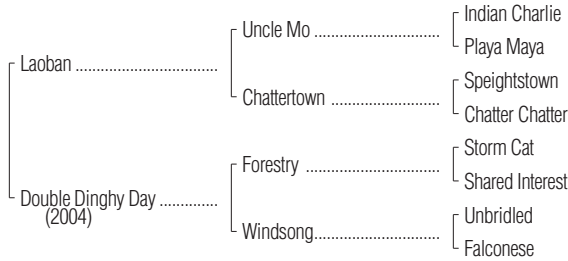 Indian Charlie
Uncle Mo ................................
Playa Maya
Laoban .....................................
Speightstown
Chattertown ............................
Chatter Chatter
Storm Cat
Forestry ...................................
Shared Interest
Double Dinghy Day ...............
(2004)
Unbridled
Windsong................................
Falconese